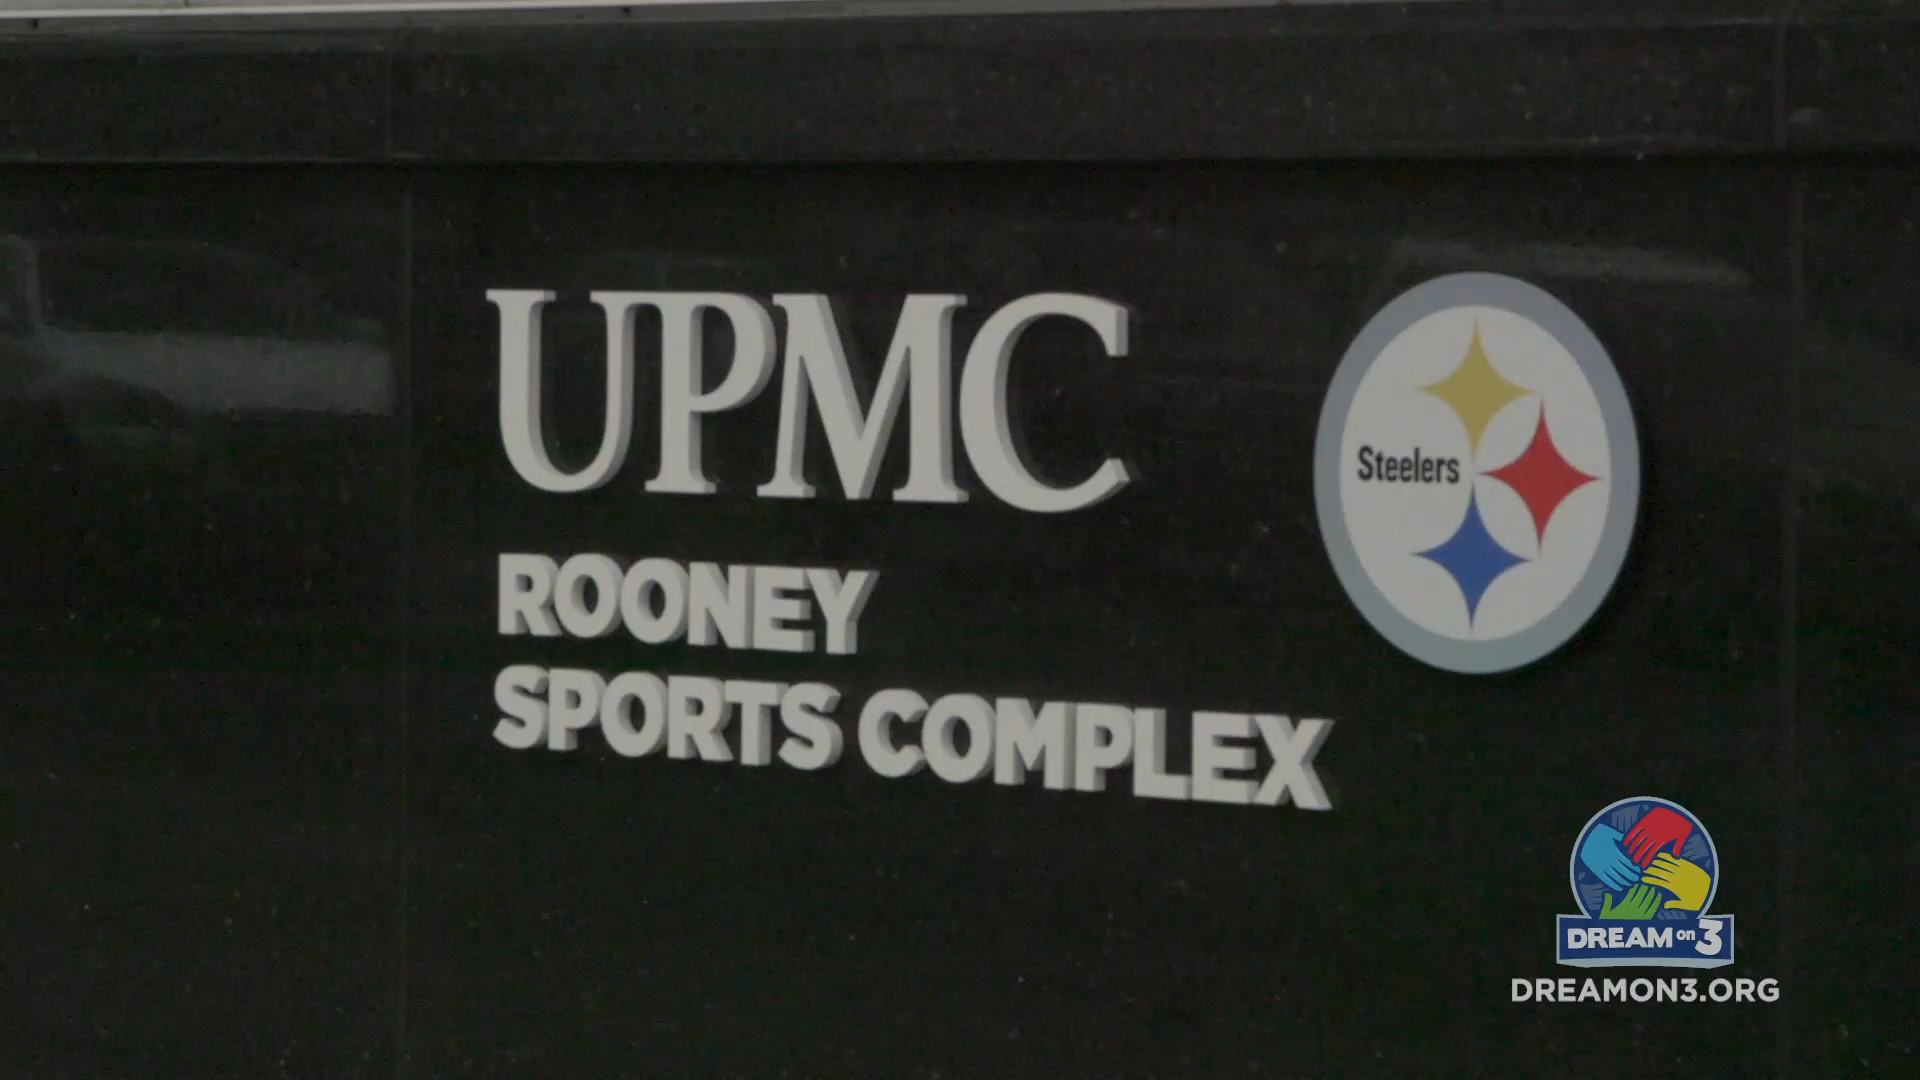 UPMC
Steelers
ROONEY
SPORTS COMPLEX
DREAM on 3
DREAMON3.ORG